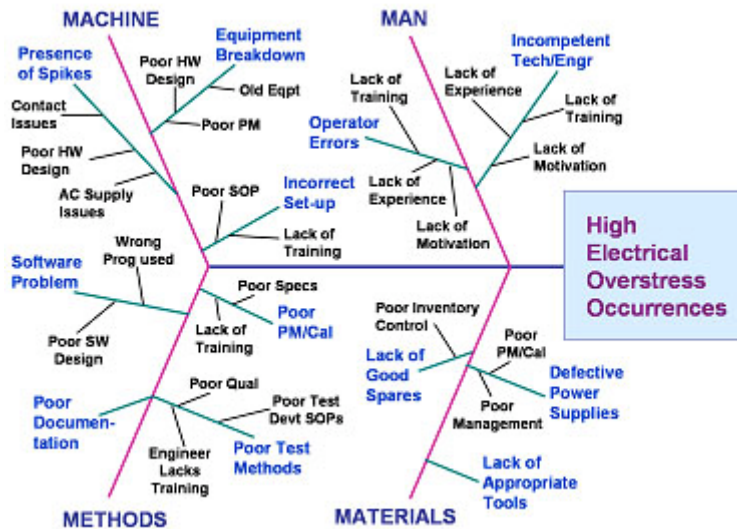 MACHINE
MAN
Presence
of Spikes
Equipment
Breakdown
Poor HW
Design
Old Eqpt
Poor PM
Contact
Issues
Poor HW
Design
AC Supply
Issues
Poor SOP
Incorrect
Set-up
Lack of
Training
Lack of
Training
Operator
Errors
Lack of
Experience
Lack of
Motivation
Incompetent
Tech/Engr
Lack of
Experience
Lack of
Training
Lack of
Motivation
High
Electrical
Overstress
Occurrences
Wrong
Prog used
Software
Problem
Poor SW
Design
Poor Specs
Poor
PM/Cal
Lack of
Training
Poor
Documen-
tation
Poor Qual
Poor Test
Devt SOPs
Engineer
Lacks
Training
Poor Test
Methods
Poor Inventory
Control
Lack of
Good
Spares
Poor
PM/Cal
Poor
Management
Defective
Power
Supplies
Lack of
Appropriate
Tools
METHODS
MATERIALS